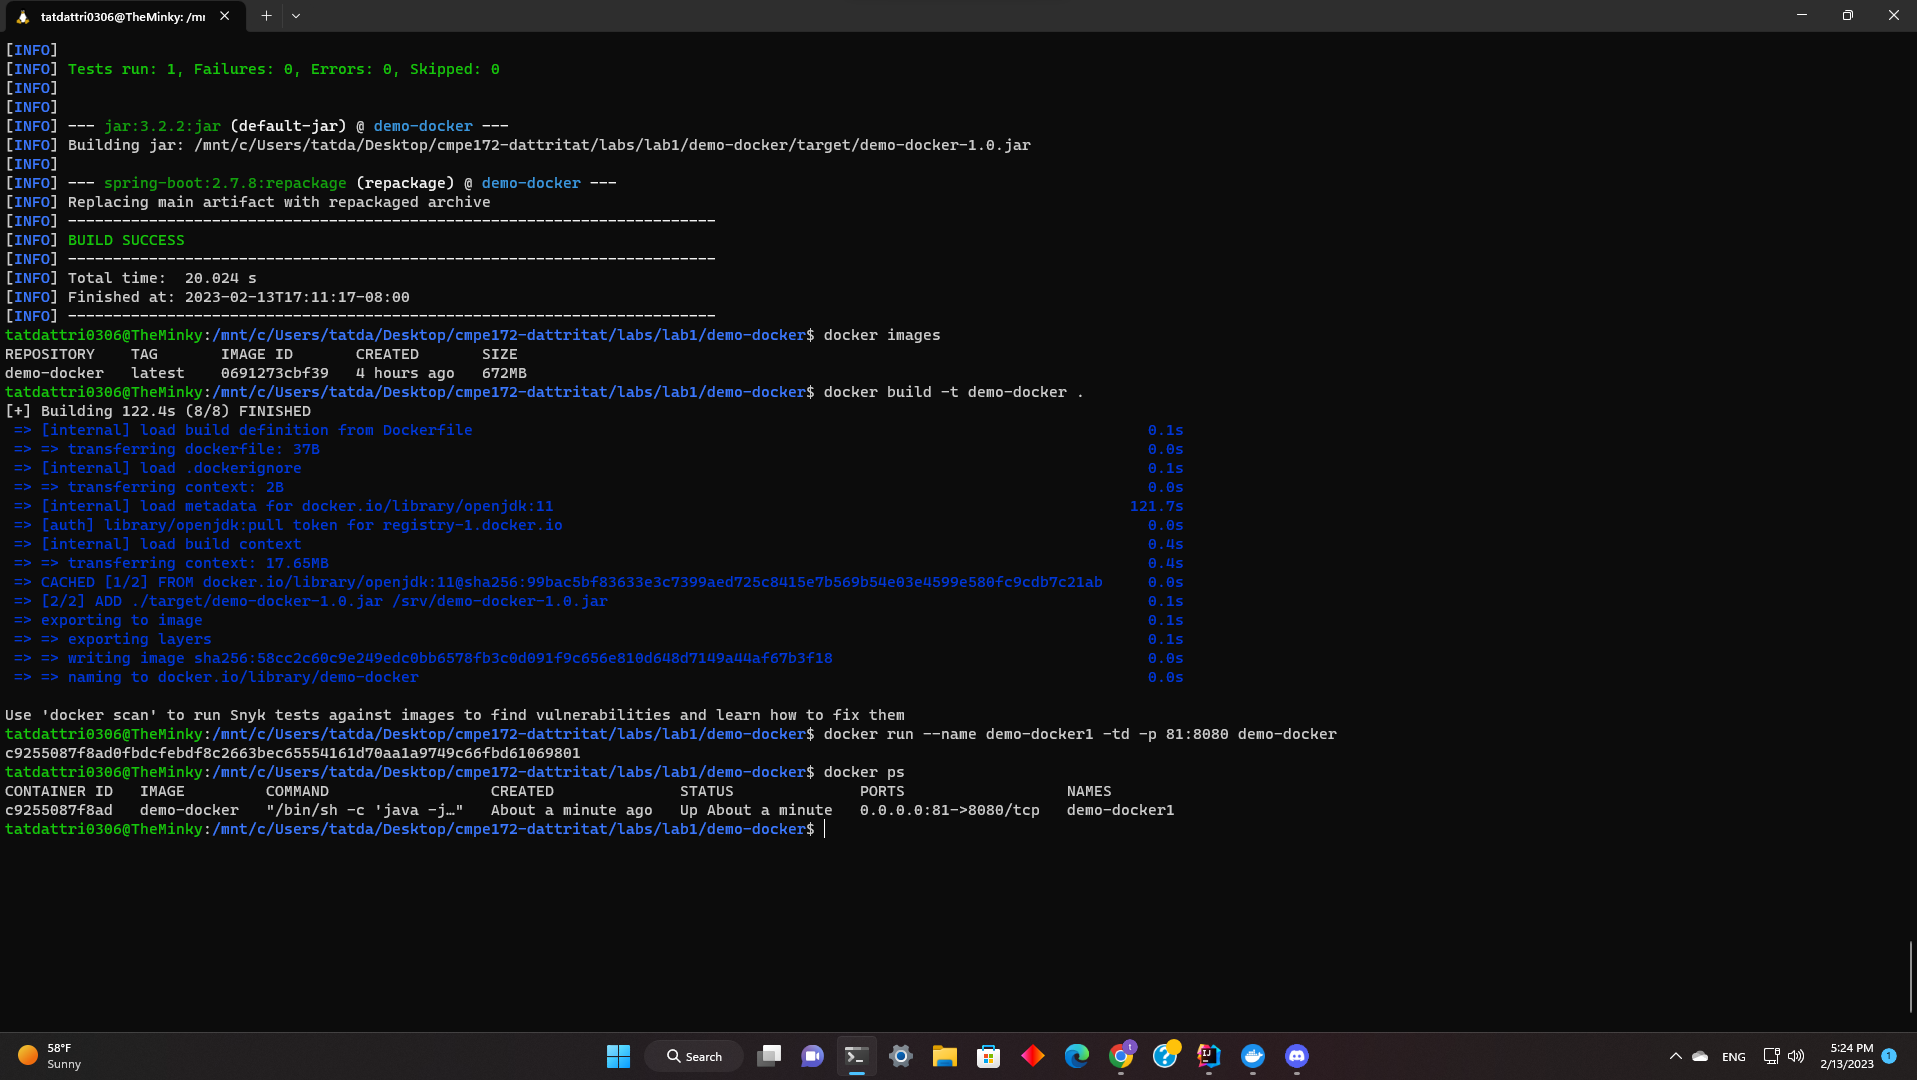 tatdattri0306@TheMinky: /mr
[INFO]
[INFO] Tests run: 1, Failures: 0, Errors: 0, Skipped: 0
[INFO]
[INFO]
[INFO] --- jar:3.2.2:jar (default-jar) @ demo-docker ---
[INFO] Building jar: /mnt/c/Users/tatda/Desktop/cmpe172-dattritat/labs/lab1/demo-docker/target/demo-docker-1.0.jar
[INFO]
[INFO] --- spring-boot:2.7.8:repackage (repackage) @ demo-docker ---
[INFO] Replacing main artifact with repackaged archive
[INFO] ------------------------------------------------------------------------
[INFO] BUILD SUCCESS
[INFO] ------------------------------------------------------------------------
[INFO] Total time:  20.024 s
[INFO] Finished at: 2023-02-13T17:11:17-08:00
[INFO] ------------------------------------------------------------------------
tatdattri0306@TheMinky:/mnt/c/Users/tatda/Desktop/cmpe172-dattritat/labs/lab1/demo-docker$ docker images
REPOSITORY    TAG       IMAGE ID       CREATED       SIZE
demo-docker   latest    0691273cbf39   4 hours ago   672MB
tatdattri0306@TheMinky:/mnt/c/Users/tatda/Desktop/cmpe172-dattritat/labs/lab1/demo-docker$ docker build -t demo-docker .
[+] Building 122.4s (8/8) FINISHED
=> [internal] load build definition from Dockerfile 0.1s
=> => transferring dockerfile: 37B 0.0s
=> [internal] load .dockerignore 0.1s
=> => transferring context: 2B 0.0s
=> [internal] load metadata for docker.io/library/openjdk:11 121.7s
=> [auth] library/openjdk:pull token for registry-1.docker.io 0.0s
=> [internal] load build context 0.4s
=> => transferring context: 17.65MB 0.4s
=> CACHED [1/2] FROM docker.io/library/openjdk:11@sha256:99bac5bf83633e3c7399aed725c8415e7b569b54e03e4599e580fc9cdb7c21ab 0.0s
=> [2/2] ADD ./target/demo-docker-1.0.jar /srv/demo-docker-1.0.jar 0.1s
=> exporting to image 0.1s
=> => exporting layers 0.1s
=> => writing image sha256:58cc2c60c9e249edc0bb6578fb3c0d091f9c656e810d648d7149a44af67b3f18 0.0s
=> => naming to docker.io/library/demo-docker 0.0s
Use 'docker scan' to run Snyk tests against images to find vulnerabilities and learn how to fix them
tatdattri0306@TheMinky:/mnt/c/Users/tatda/Desktop/cmpe172-dattritat/labs/lab1/demo-docker$ docker run --name demo-docker1 -td -p 81:8080 demo-docker
c9255087f8ad0fbdcfebdf8c2663bec65554161d70aa1a9749c66fbd61069801
tatdattri0306@TheMinky:/mnt/c/Users/tatda/Desktop/cmpe172-dattritat/labs/lab1/demo-docker$ docker ps
CONTAINER ID   IMAGE         COMMAND                  CREATED              STATUS              PORTS                  NAMES
c9255087f8ad   demo-docker   "/bin/sh -c 'java -j…"   About a minute ago   Up About a minute   0.0.0.0:81->8080/tcp   demo-docker1
tatdattri0306@TheMinky:/mnt/c/Users/tatda/Desktop/cmpe172-dattritat/labs/lab1/demo-docker$
58°F
Sunny
Search
t
IJ
ENG
5:24 PM
2/13/2023
1